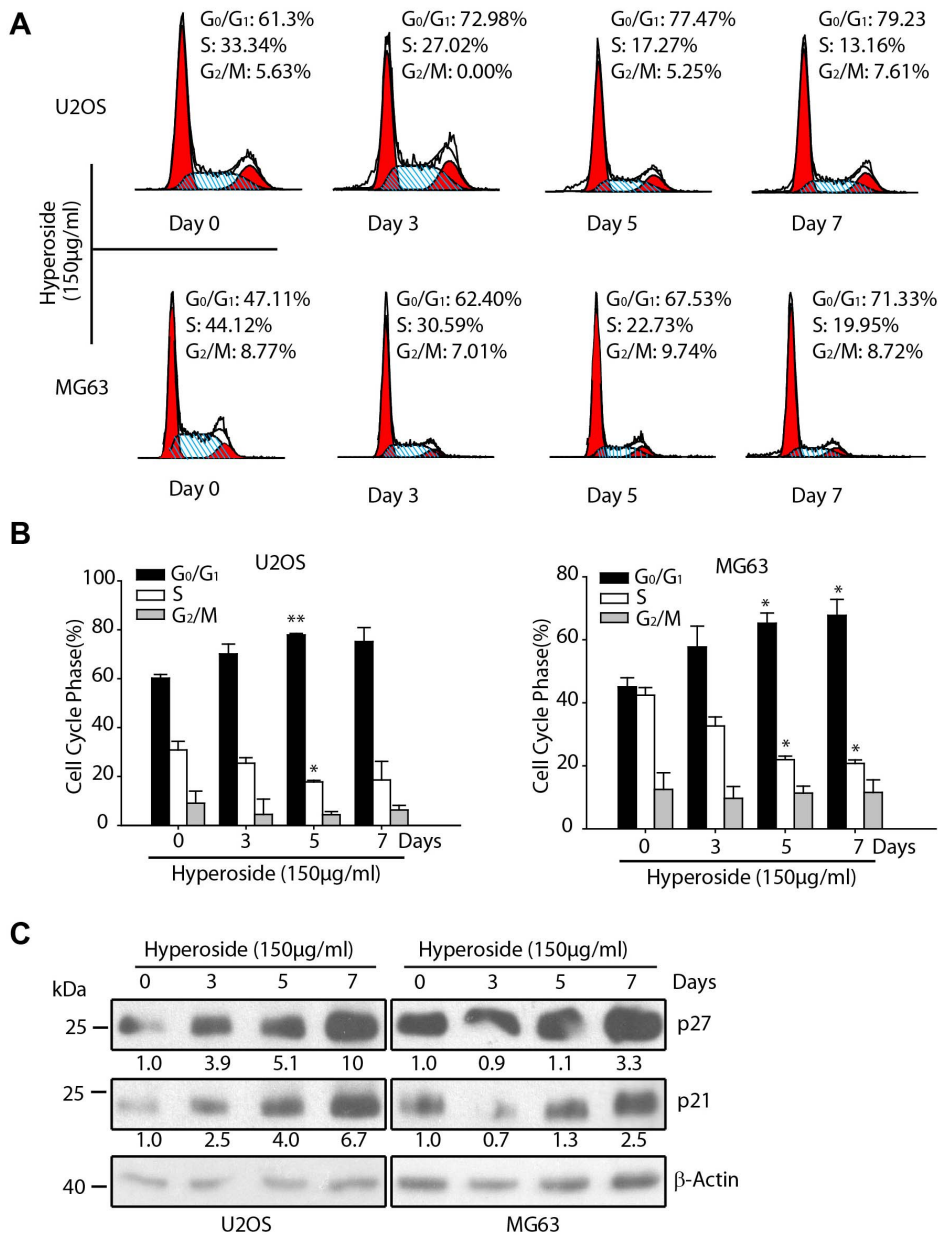 A
G0/G1: 61.3%
S: 33.34%
G2/M: 5.63%
G0/G1: 72.98%
S: 27.02%
G2/M: 0.00%
G0/G1: 77.47%
S: 17.27%
G2/M: 5.25%
G0/G1: 79.23
S: 13.16%
G2/M: 7.61%
U2OS
Day 0
Day 3
Day 5
Day 7
Hyperoside
(150μg/ml)
G0/G1: 47.11%
S: 44.12%
G2/M: 8.77%
G0/G1: 62.40%
S: 30.59%
G2/M: 7.01%
G0/G1: 67.53%
S: 22.73%
G2/M: 9.74%
G0/G1: 71.33%
S: 19.95%
G2/M: 8.72%
MG63
Day 0
Day 3
Day 5
Day 7
B
U2OS
G0/G1
S
G2/M
Cell Cycle Phase(%)
100
80
60
40
20
0
**
*
0 3 5 7 Days
Hyperoside (150μg/ml)
MG63
G0/G1
S
G2/M
Cell Cycle Phase(%)
80
60
40
20
0
* *
* *
0 3 5 7 Days
Hyperoside (150μg/ml)
C
Hyperoside (150μg/ml) Hyperoside (150μg/ml)
kDa 0 3 5 7 0 3 5 7 Days
25 p27
1.0 3.9 5.1 10 1.0 0.9 1.1 3.3
25 p21
1.0 2.5 4.0 6.7 1.0 0.7 1.3 2.5
40 β-Actin
U2OS MG63